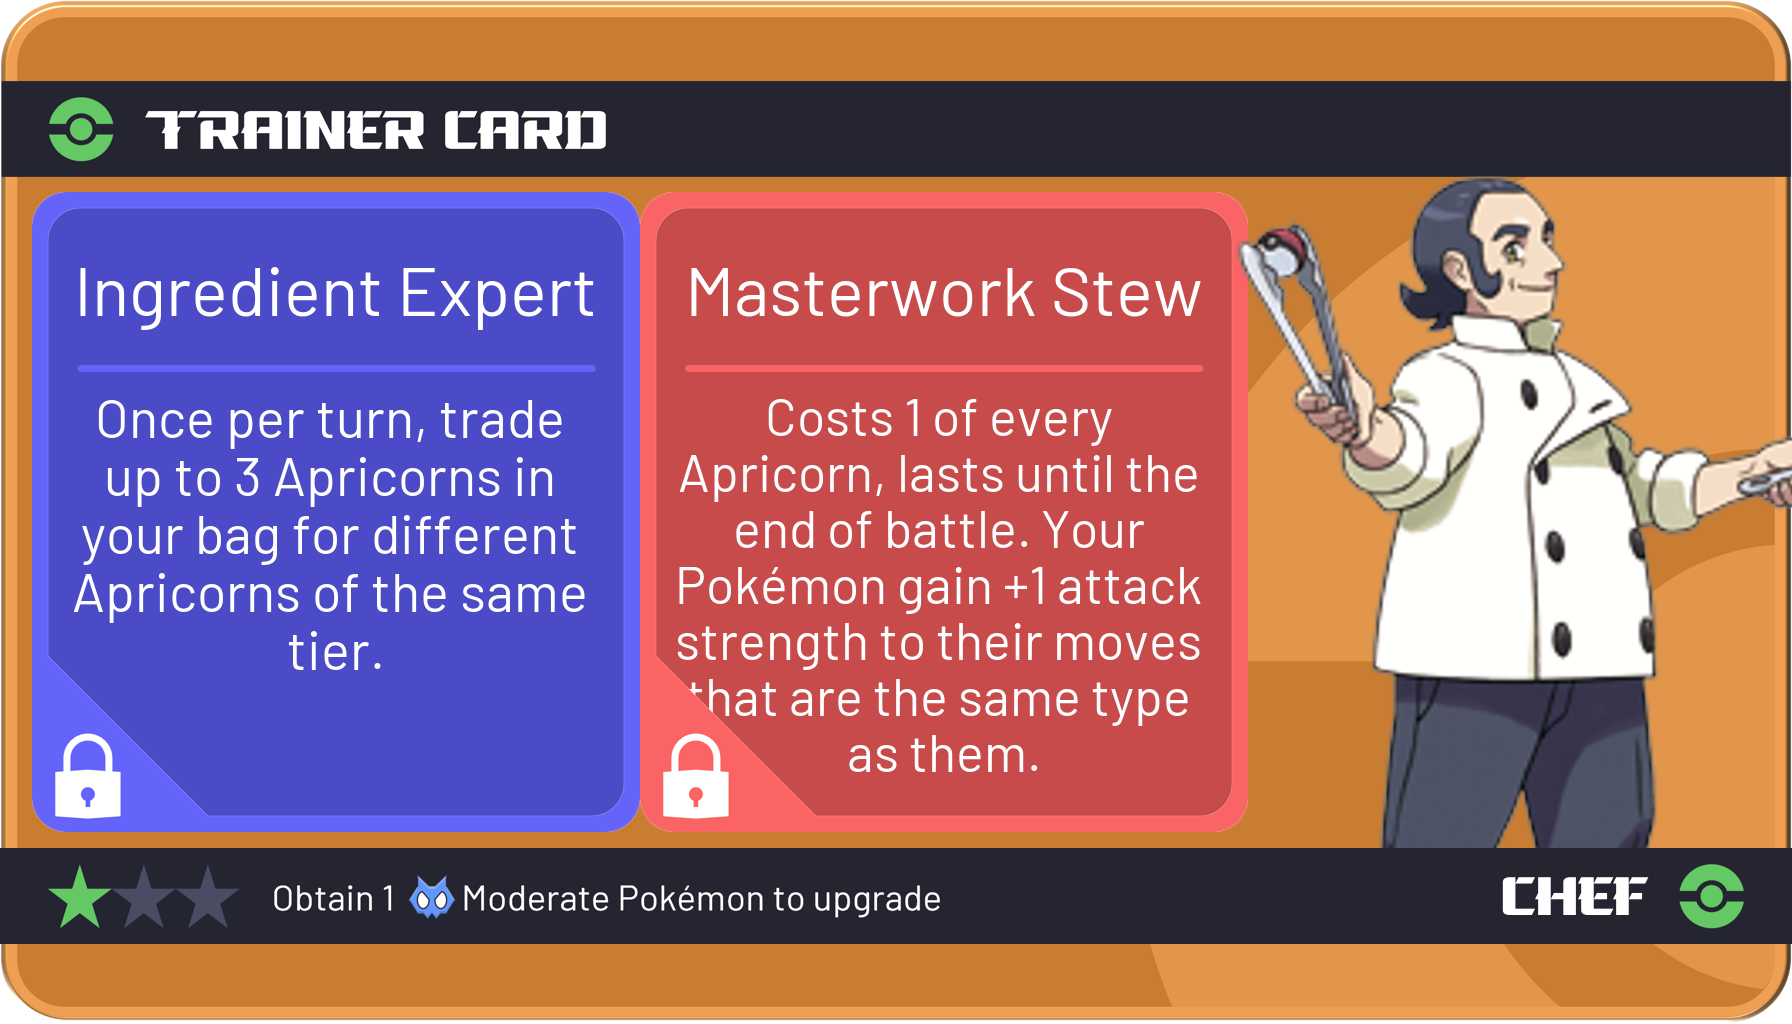 TRAINER CARD
Ingredient Expert
Once per turn, trade
up to 3 Apricorns in
your bag for different
Apricorns of the same
tier.
Masterwork Stew
Costs 1 of every
Apricorn, lasts until the
end of battle. Your
Pokémon gain +1 attack
strength to their moves
that are the same type
as them.
Obtain 1 Moderate Pokémon to upgrade
CHEF